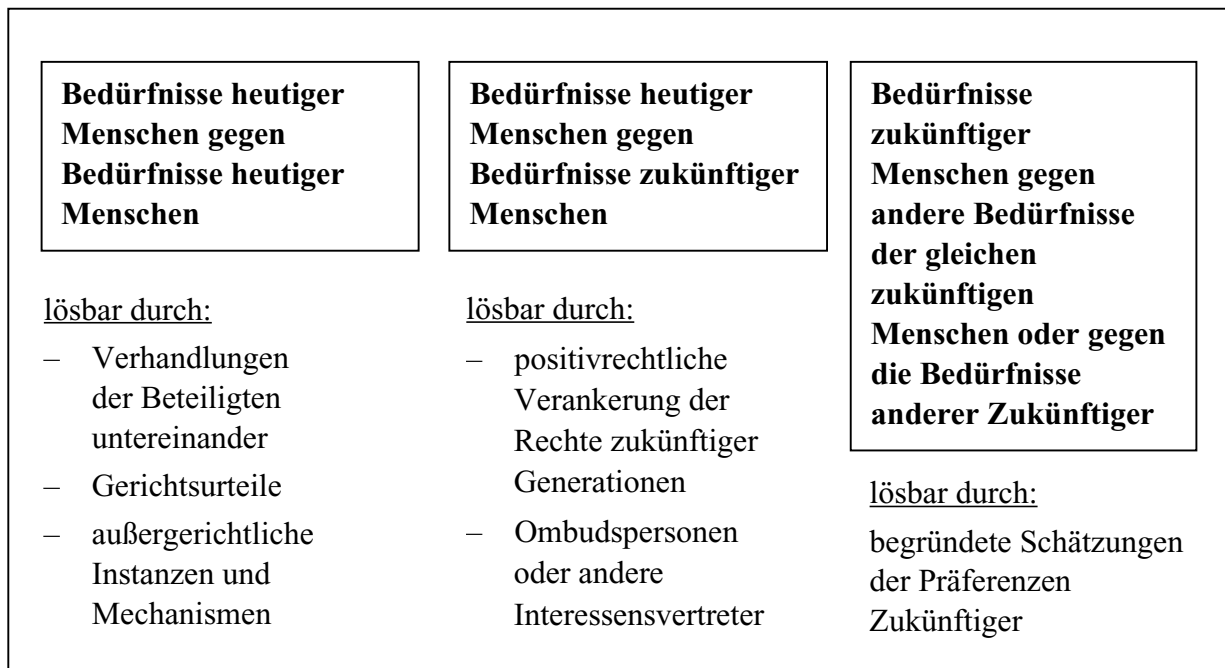 Bedürfnisse heutiger
Menschen gegen
Bedürfnisse heutiger
Menschen
lösbar durch:
– Verhandlungen
der Beteiligten
untereinander
– Gerichtsurteile
– außergerichtliche
Instanzen und
Mechanismen
Bedürfnisse heutiger
Menschen gegen
Bedürfnisse zukünftiger
Menschen
lösbar durch:
– positivrechtliche
Verankerung der
Rechte zukünftiger
Generationen
– Ombudspersonen
oder andere
Interessensvertreter
Bedürfnisse
zukünftiger
Menschen gegen
andere Bedürfnisse
der gleichen
zukünftigen
Menschen oder gegen
die Bedürfnisse
anderer Zukünftiger
lösbar durch:
begründete Schätzungen
der Präferenzen
Zukünftiger